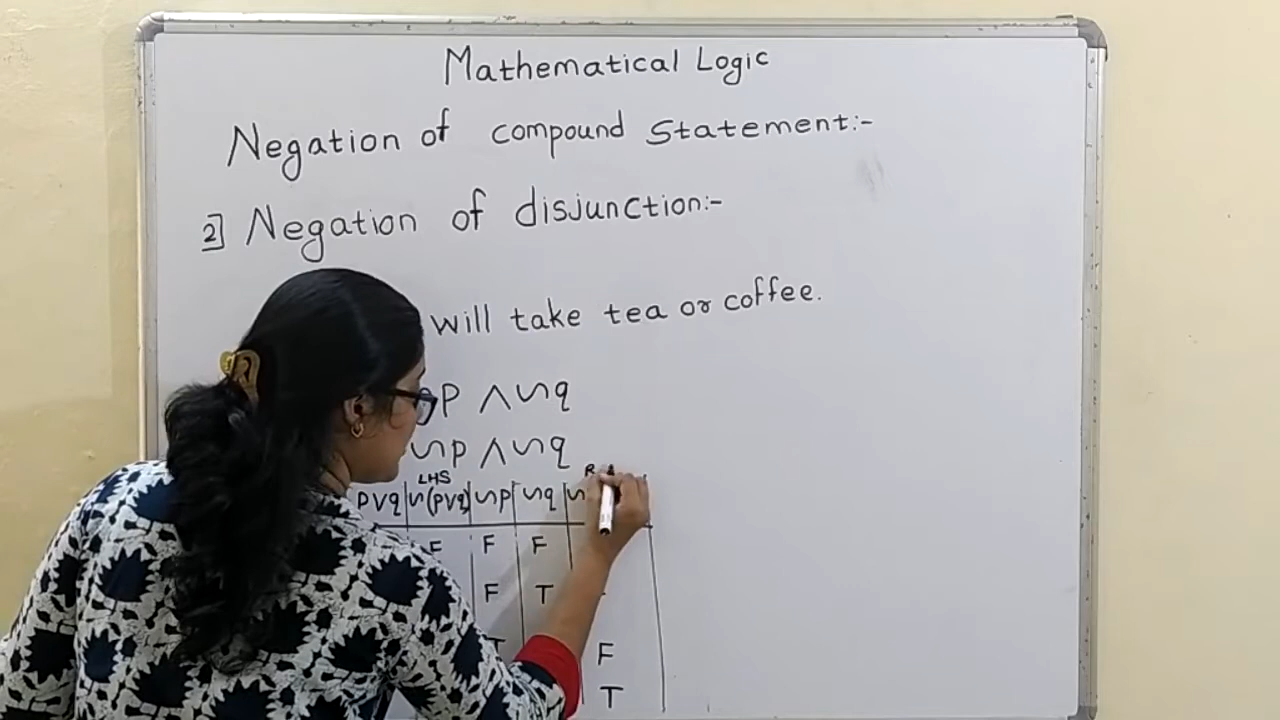 Mathematical Logic
Negation of compound Statement:-
2] Negation of disjunction:-
will take tea or coffee.
p ∧ ∽q
∽p ∧ ∽q
LHS
p∨q ∽(p∨q) ∽p ∽q
F F F
F T
F
T